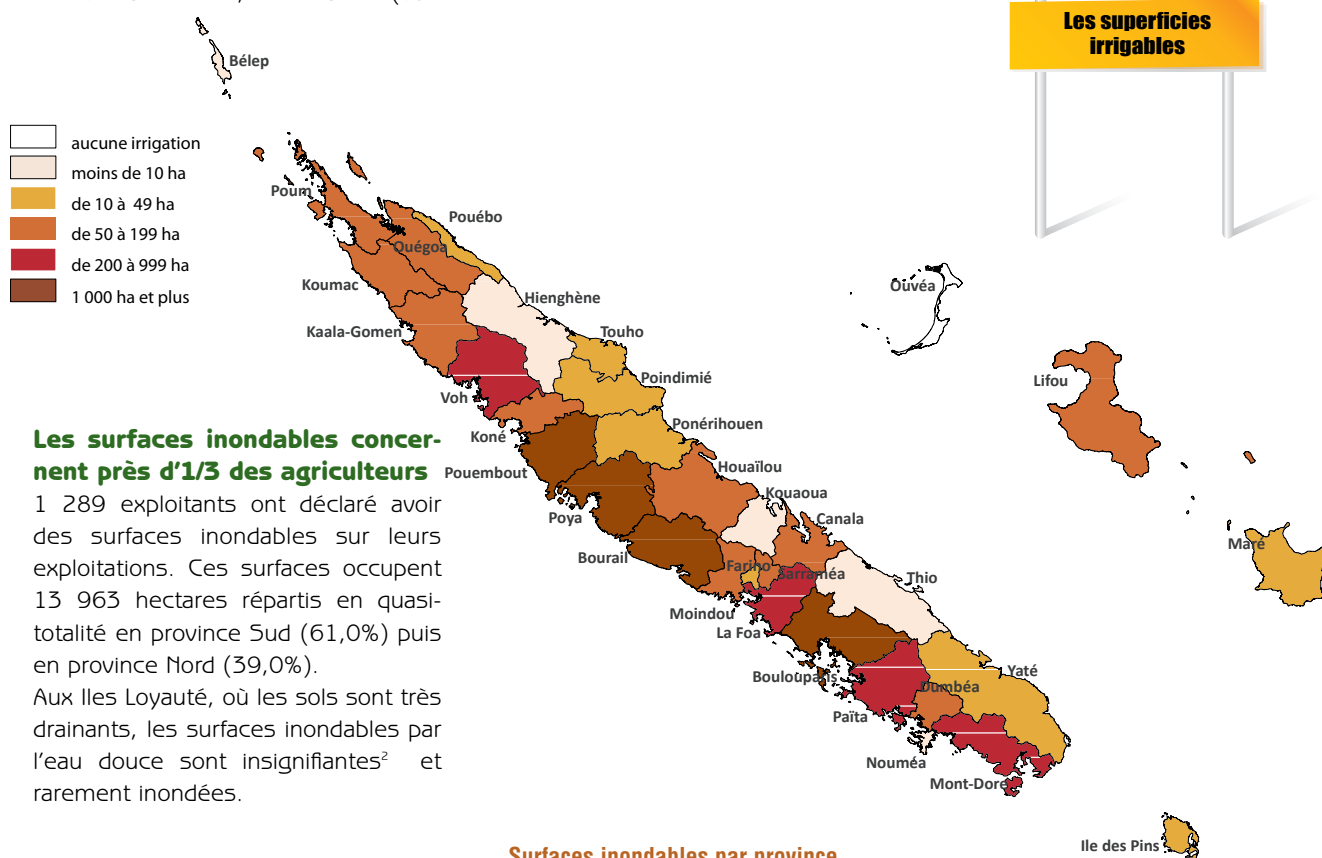 Les superficies
irrigables
Bélep
aucune irrigation
moins de 10 ha
de 10 à 49 ha
de 50 à 199 ha
de 200 à 999 ha
1 000 ha et plus
Poum
Pouébo
Ouégoa
Koumac
Hienghène
Ouvéa
Kaala-Gomen
Touho
Poindimié
Lifou
Voh
Ponérihouen
Koné
Houaïlou
Pouembout
Kouaoua
Poya
Canala
Bourail
Farino
Sarraméa
Thio
Maré
Moindou
La Foa
Bouloupari
Yaté
Dumbéa
Païta
Nouméa
Mont-Dore
Ile des Pins
Les surfaces inondables concer-
nent près d'1/3 des agriculteurs
1 289 exploitants ont déclaré avoir
des surfaces inondables sur leurs
exploitations. Ces surfaces occupent
13 963 hectares répartis en quasi-
totalité en province Sud (61,0%) puis
en province Nord (39,0%).
Aux Iles Loyauté, où les sols sont très
drainants, les surfaces inondables par
l'eau douce sont insignifiantes² et
rarement inondées.
Surfaces inondables par province